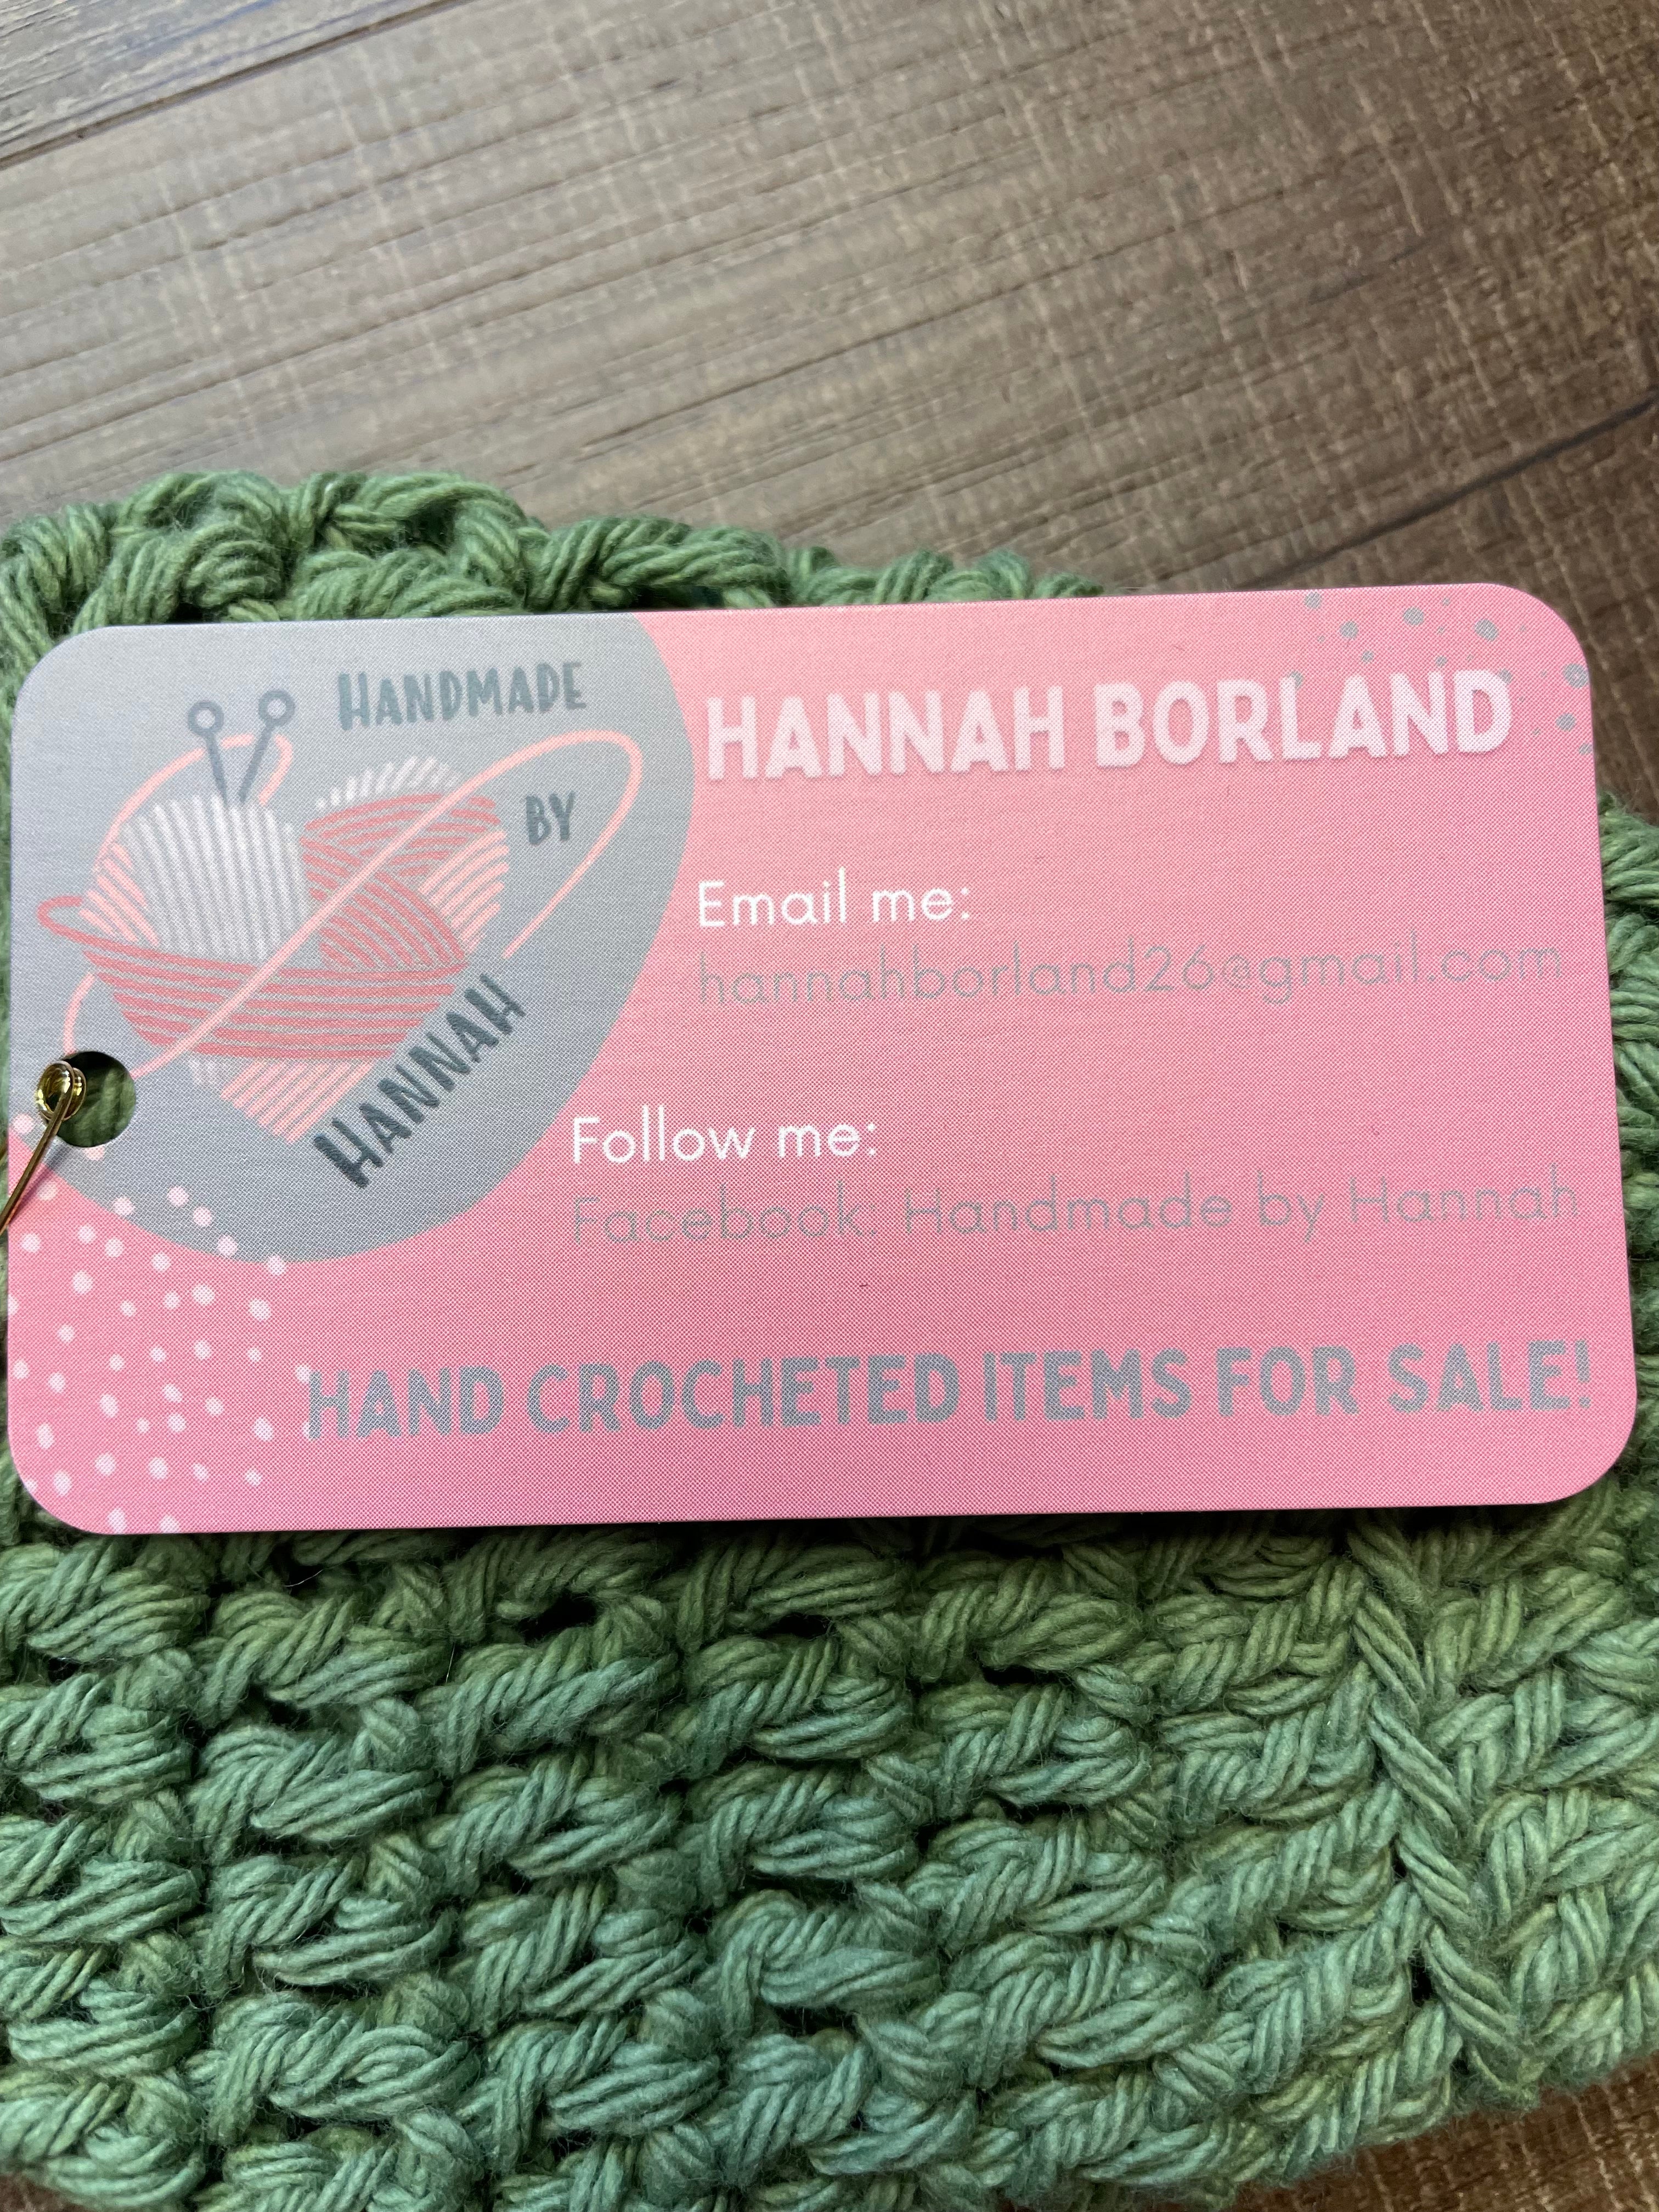 HANDMADE
BY
HANNAH
HANNAH BORLAND
Email me:
hannahborland26@gmail.com
Follow me:
Facebook: Handmade by Hannah
HAND CROCHETED ITEMS FOR SALE!